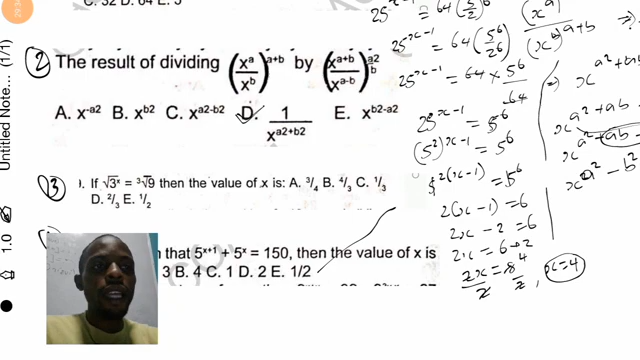 C. 32 D. 64 E. 5
2 The result of dividing (x^a/x^b)^a+b by (x^a+b/x^a-b)^a2/b
A. x^-a2 B. x^b2 C. x^a2-b2 D. 1/x^a2+b2 E. x^b2-a2
3 ). If √3^x = ³√9 then the value of x is: A. 3/4 B. 4/3 C. 1/3
D. 2/3 E. 1/2
that 5^x+1 + 5^x = 150, then the value of x is
3 B. 4 C. 1 D. 2 E. 1/2
25^x-1 = 64(5/2)^6
25^x-1 = 64(5^6/2^6)
25^x-1 = 64 × 5^6/64
25^x-1 = 5^6
(5^2)^x-1 = 5^6
5^2(x-1) = 5^6
2(x-1) = 6
2x - 2 = 6
2x = 6+2
2x/2 = 8^4/2, x=4
(x^a)
(x^b)^a+b
=> x^a²+ab
x^a²+ab
x^a²+ab
x^a²-b²
Untitled Note... (1/1)
1.0